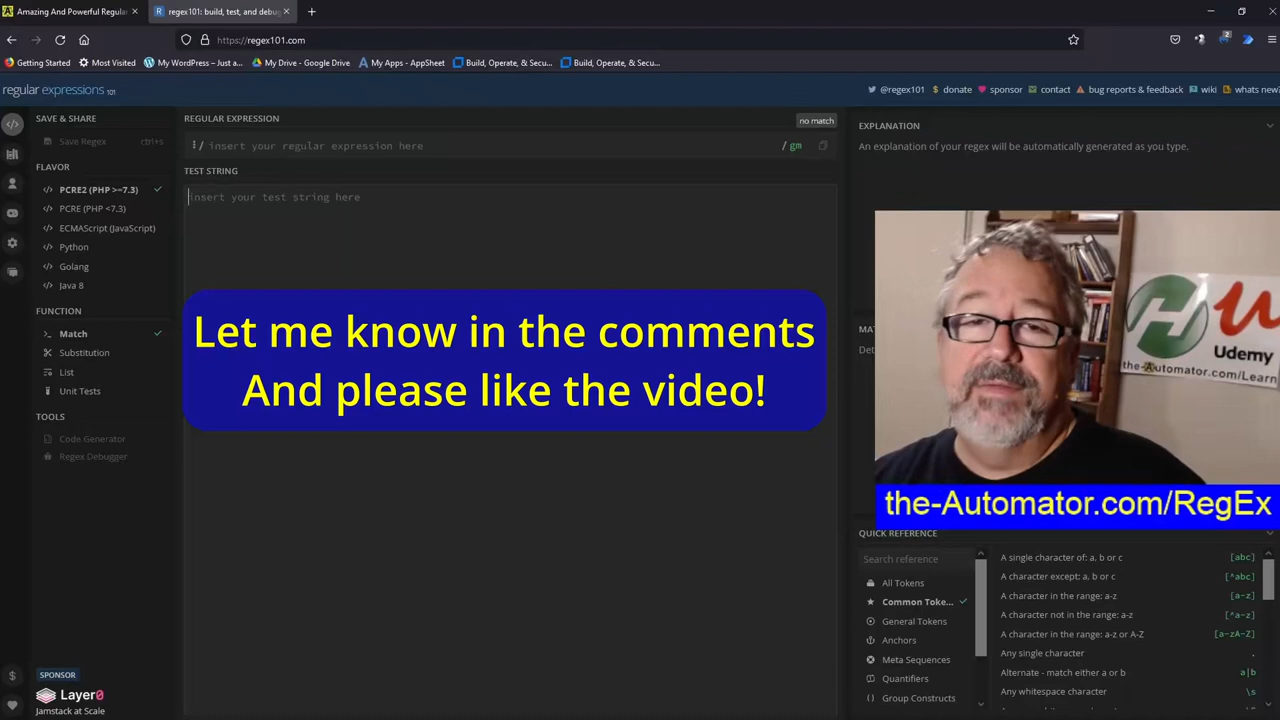 Amazing And Powerful Regula
regex101: build, test, and debug
https://regex101.com
Getting Started
Most Visited
My WordPress – Just a...
My Drive - Google Drive
My Apps - AppSheet
Build, Operate, & Secu...
Build, Operate, & Secu...
regular expressions 101
@regex101
donate
sponsor
contact
bug reports & feedback
wiki
whats new?
SAVE & SHARE
Save Regex ctrl+s
FLAVOR
PCRE2 (PHP >=7.3)
PCRE (PHP <7.3)
ECMAScript (JavaScript)
Python
Golang
Java 8
FUNCTION
Match
Substitution
List
Unit Tests
TOOLS
Code Generator
Regex Debugger
SPONSOR
Layer0
Jamstack at Scale
REGULAR EXPRESSION
no match
/ insert your regular expression here / gm
TEST STRING
insert your test string here
Let me know in the comments
And please like the video!
EXPLANATION
An explanation of your regex will be automatically generated as you type.
MA
Det
Udemy
the-Automator.com/Learn
the-Automator.com/RegEx
QUICK REFERENCE
Search reference
All Tokens
Common Toke...
General Tokens
Anchors
Meta Sequences
Quantifiers
Group Constructs
A single character of: a, b or c [abc]
A character except: a, b or c [^abc]
A character in the range: a-z [a-z]
A character not in the range: a-z [^a-z]
A character in the range: a-z or A-Z [a-zA-Z]
Any single character .
Alternate - match either a or b a|b
Any whitespace character \s